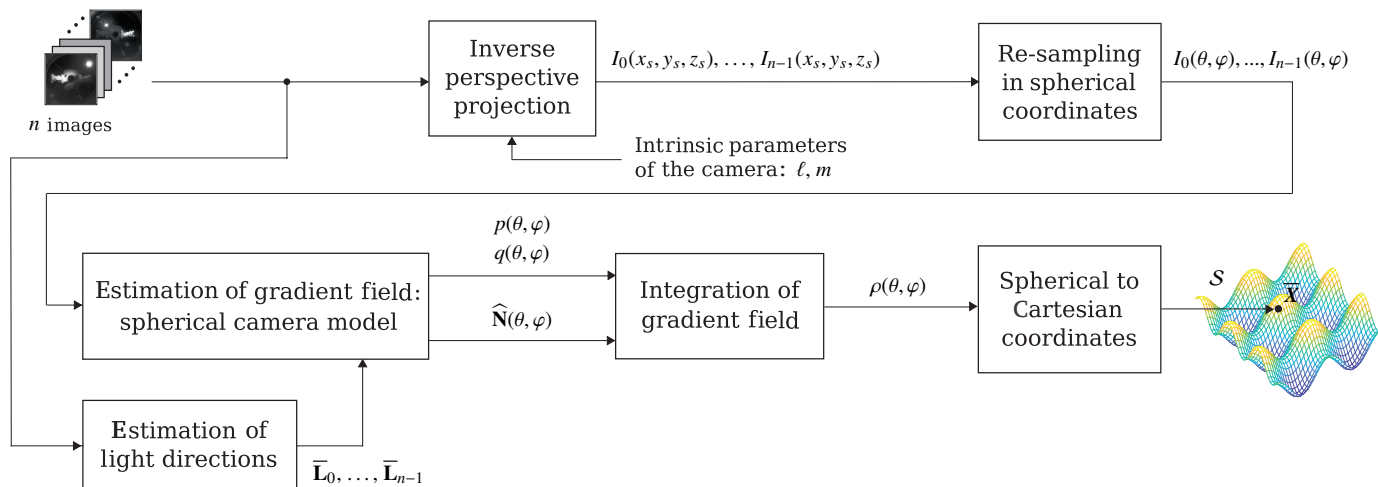 n images
Inverse
perspective
projection
I₀(xₛ, yₛ, zₛ), …, Iₙ₋₁(xₛ, yₛ, zₛ)
Re-sampling
in spherical
coordinates
I₀(θ, φ), ..., Iₙ₋₁(θ, φ)
Intrinsic parameters
of the camera: ℓ, m
Estimation of gradient field:
spherical camera model
p(θ, φ)
q(θ, φ)
N̂(θ, φ)
Integration of
gradient field
ρ(θ, φ)
Spherical to
Cartesian
coordinates
S
X̅
Estimation of
light directions
L̅₀, …, L̅ₙ₋₁